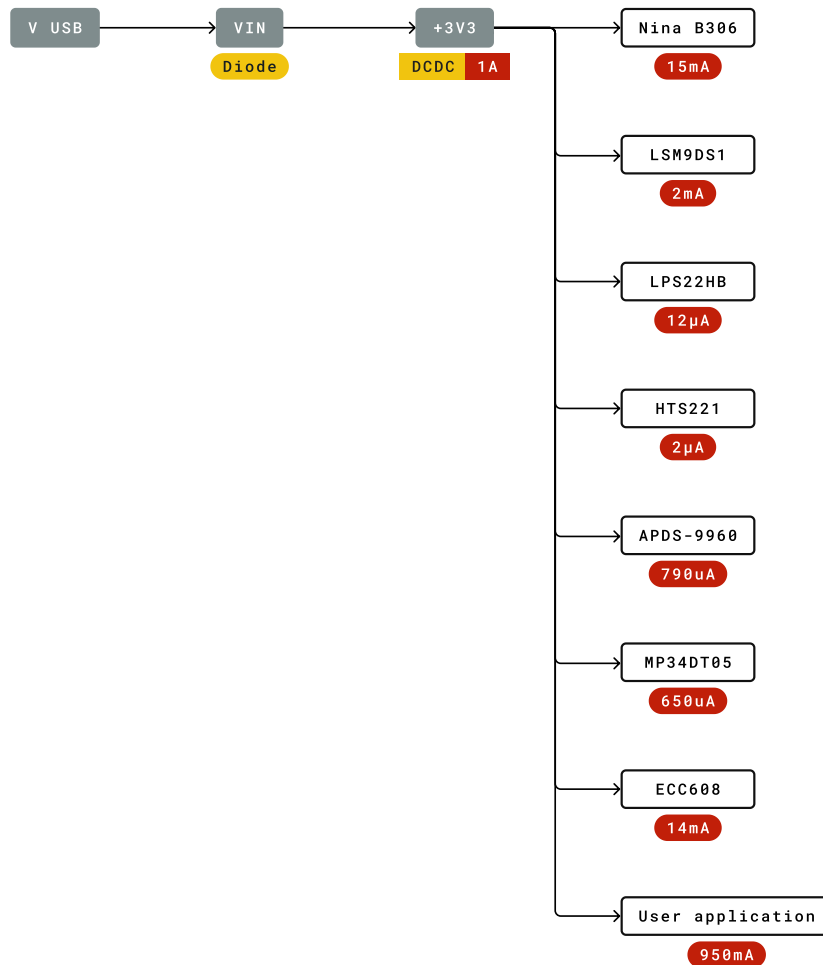 V USB
VIN
+3V3
Nina B306
Diode
DCDC 1A
15mA
LSM9DS1
2mA
LPS22HB
12µA
HTS221
2µA
APDS-9960
790uA
MP34DT05
650uA
ECC608
14mA
User application
950mA